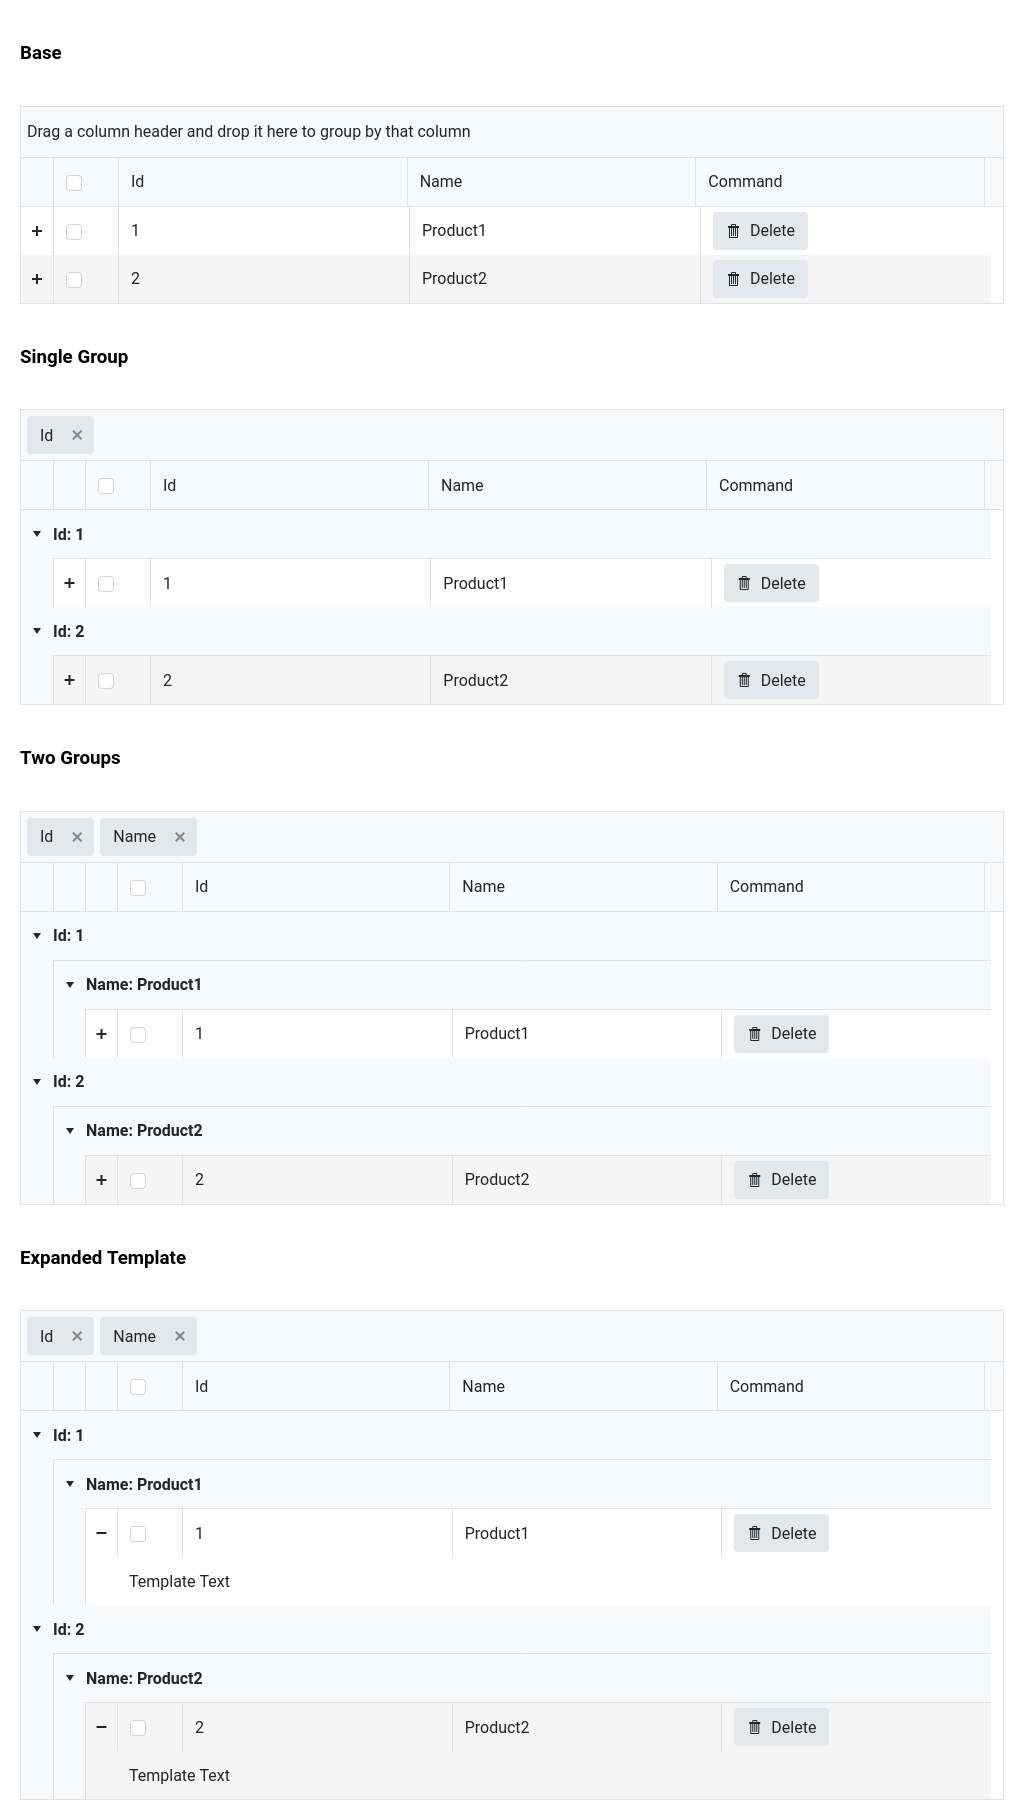 Base
Drag a column header and drop it here to group by that column
Id Name Command
1 Product1 Delete
2 Product2 Delete
Single Group
Id
Id Name Command
Id: 1
1 Product1 Delete
Id: 2
2 Product2 Delete
Two Groups
Id Name
Id Name Command
Id: 1
Name: Product1
1 Product1 Delete
Id: 2
Name: Product2
2 Product2 Delete
Expanded Template
Id Name
Id Name Command
Id: 1
Name: Product1
1 Product1 Delete
Template Text
Id: 2
Name: Product2
2 Product2 Delete
Template Text